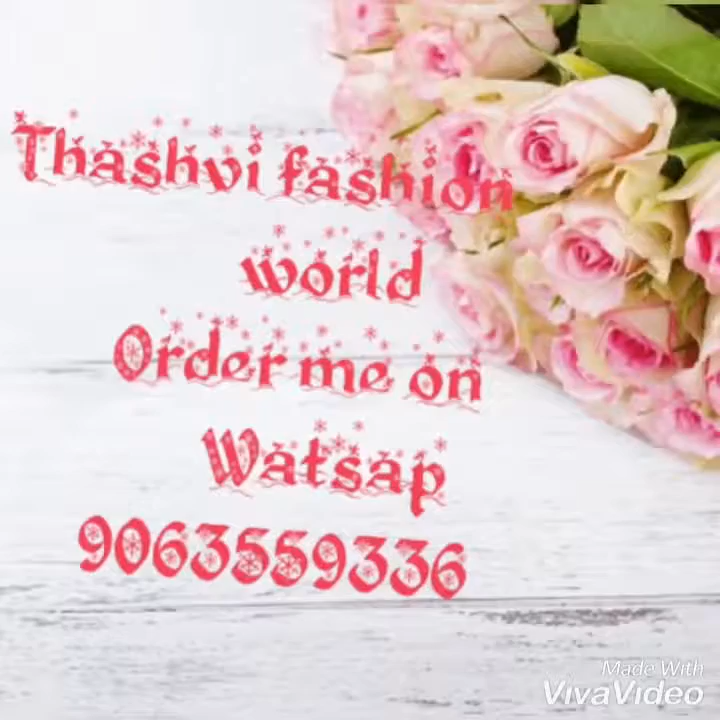 Thashvi fashion
world
Order me on
Watsap
9063559336
Made With
VivaVideo